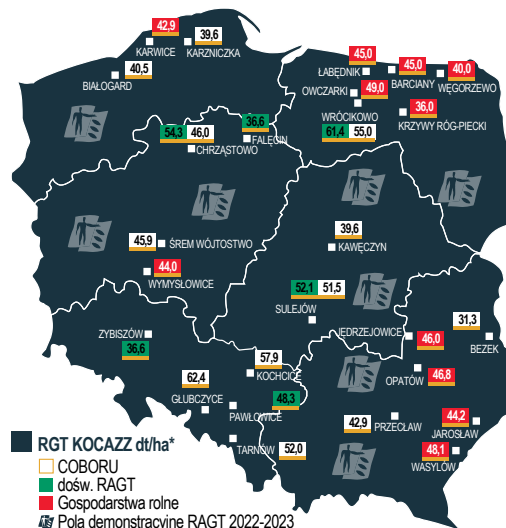 42,9
39,6
KARWICE
KARZNICZKA
40,5
BIAŁOGARD
45,0
45,0
40,0
ŁABĘDNIK
BARCIANY
WĘGORZEWO
OWCZARKI
49,0
WRÓCIKOWO
36,0
KRZYWY RÓG-PIECKI
61,4 55,0
36,6
FALĘCIN
54,3 46,0
CHRZĄSTOWO
39,6
KAWĘCZYN
45,9
ŚREM WÓJTOSTWO
44,0
WYMYSŁOWICE
52,1 51,5
SULEJÓW
31,3
BEZEK
JĘDRZEJOWICE
46,0
ZYBISZÓW
36,6
57,9
KOCHCICE
OPATÓW
46,8
62,4
GŁUBCZYCE
48,3
PAWŁOWICE
42,9
PRZECŁAW
44,2
JAROSŁAW
TARNÓW
52,0
48,1
WASYLÓW
RGT KOCAZZ dt/ha*
COBORU
dośw. RAGT
Gospodarstwa rolne
Pola demonstracyjne RAGT 2022-2023